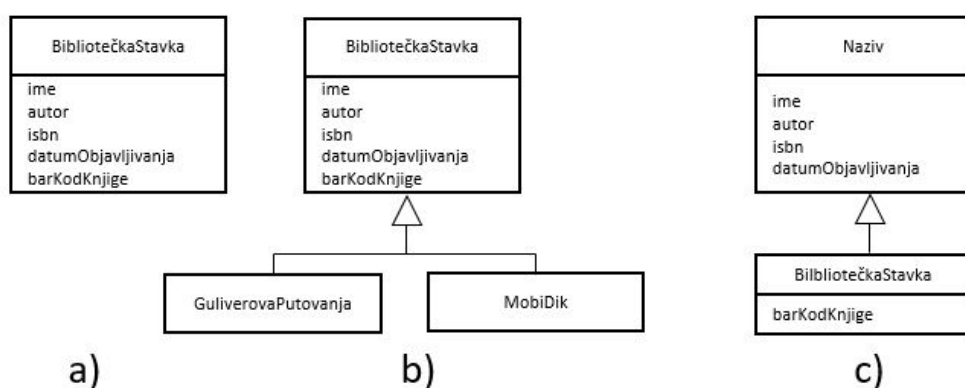 BibliotečkaStavka
ime
autor
isbn
datumObjavljivanja
barKodKnjige
a)
BibliotečkaStavka
ime
autor
isbn
datumObjavljivanja
barKodKnjige
GuliverovaPutovanja
MobiDik
b)
Naziv
ime
autor
isbn
datumObjavljivanja
BilbliotečkaStavka
barKodKnjige
c)